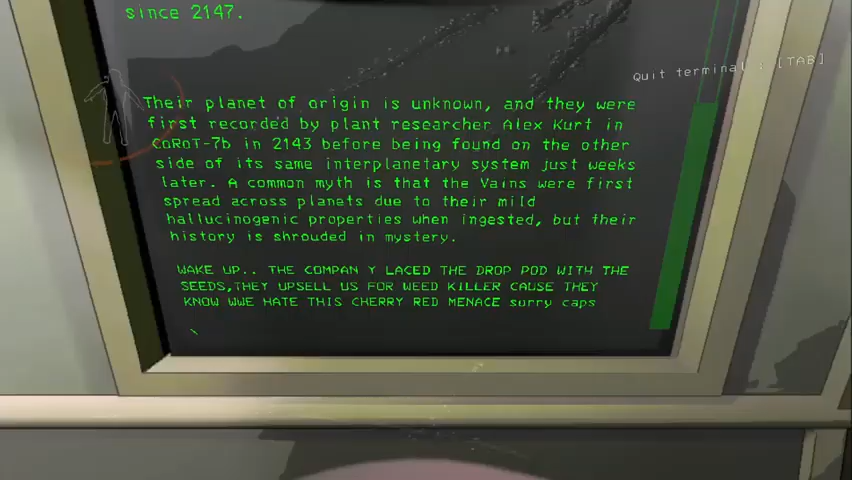 since 2147.
Quit terminal : [TAB]
Their planet of origin is unknown, and they were
first recorded by plant researcher Alex Kurt in
CoRoT-7b in 2143 before being found on the other
side of its same interplanetary system just weeks
later. A common myth is that the Vains were first
spread across planets due to their mild
hallucinogenic properties when ingested, but their
history is shrouded in mystery.
WAKE UP.. THE COMPAN Y LACED THE DROP POD WITH THE
SEEDS,THEY UPSELL US FOR WEED KILLER CAUSE THEY
KNOW WWE HATE THIS CHERRY RED MENACE surry caps